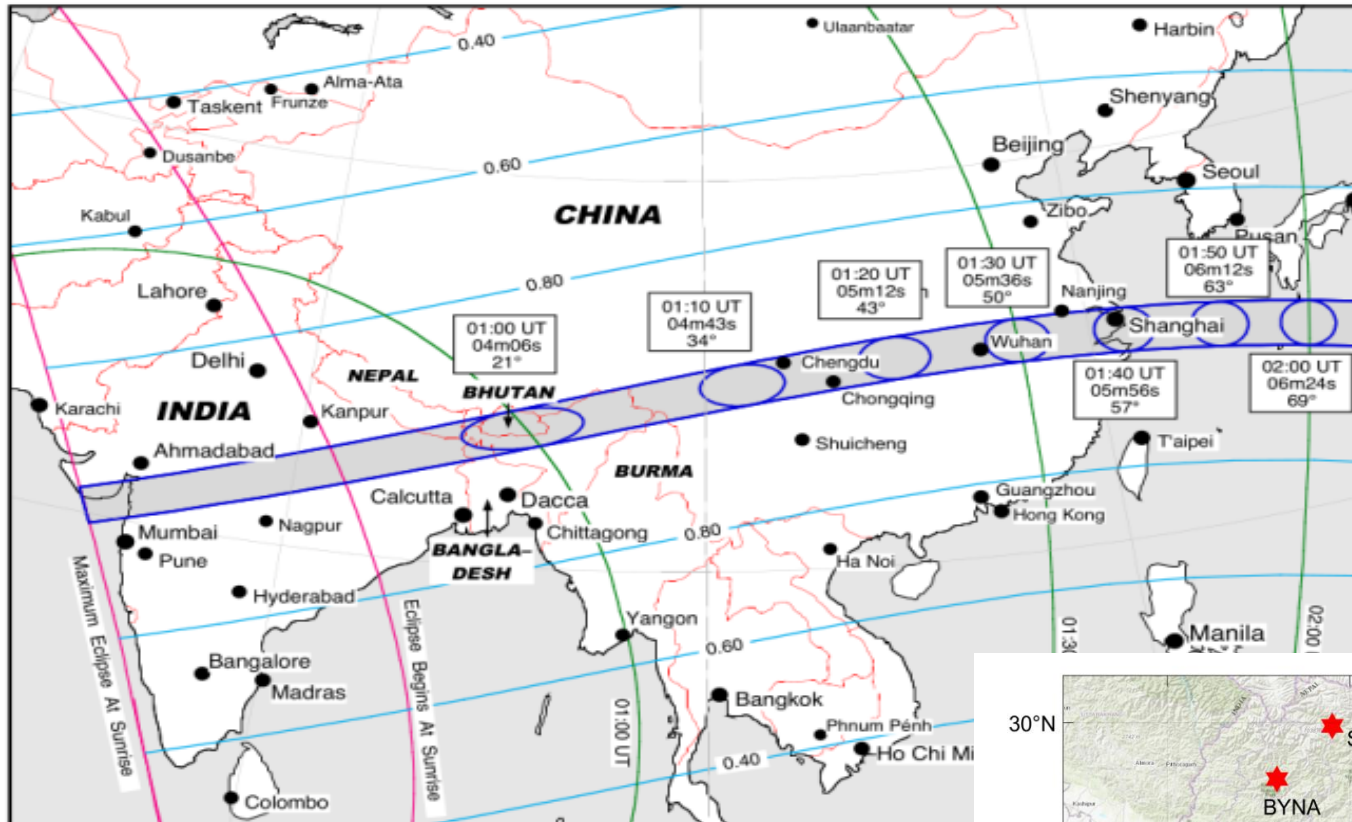 Ulaanbaatar
Harbin
0.40
Alma-Ata
Frunze
Taskent
Shenyang
Dusanbe
Beijing
0.60
Seoul
Kabul
CHINA
Zibo
Pusan
Lahore
0.80
01:00 UT
04m06s
21°
01:10 UT
04m43s
34°
01:20 UT
05m12s
43°
01:30 UT
05m36s
50°
01:50 UT
06m12s
63°
Nanjing
Shanghai
Wuhan
Delhi
NEPAL
BHUTAN
Chengdu
Chongqing
01:40 UT
05m56s
57°
02:00 UT
06m24s
69°
Karachi
INDIA
Kanpur
Ahmadabad
Shuicheng
T'aipei
BURMA
Calcutta
Dacca
Guangzhou
Hong Kong
Mumbai
Nagpur
Chittagong
0.80
Pune
BANGLA-
DESH
Ha Noi
Hyderabad
Maximum Eclipse At Sunrise
Eclipse Begins At Sunrise
Yangon
0.60
01:30
02:00
Manila
Bangalore
Madras
01:00 UT
Bangkok
Phnum Pénh
Ho Chi Mi
0.40
Colombo
30°N
INDIA
NEPAL
S
BYNA